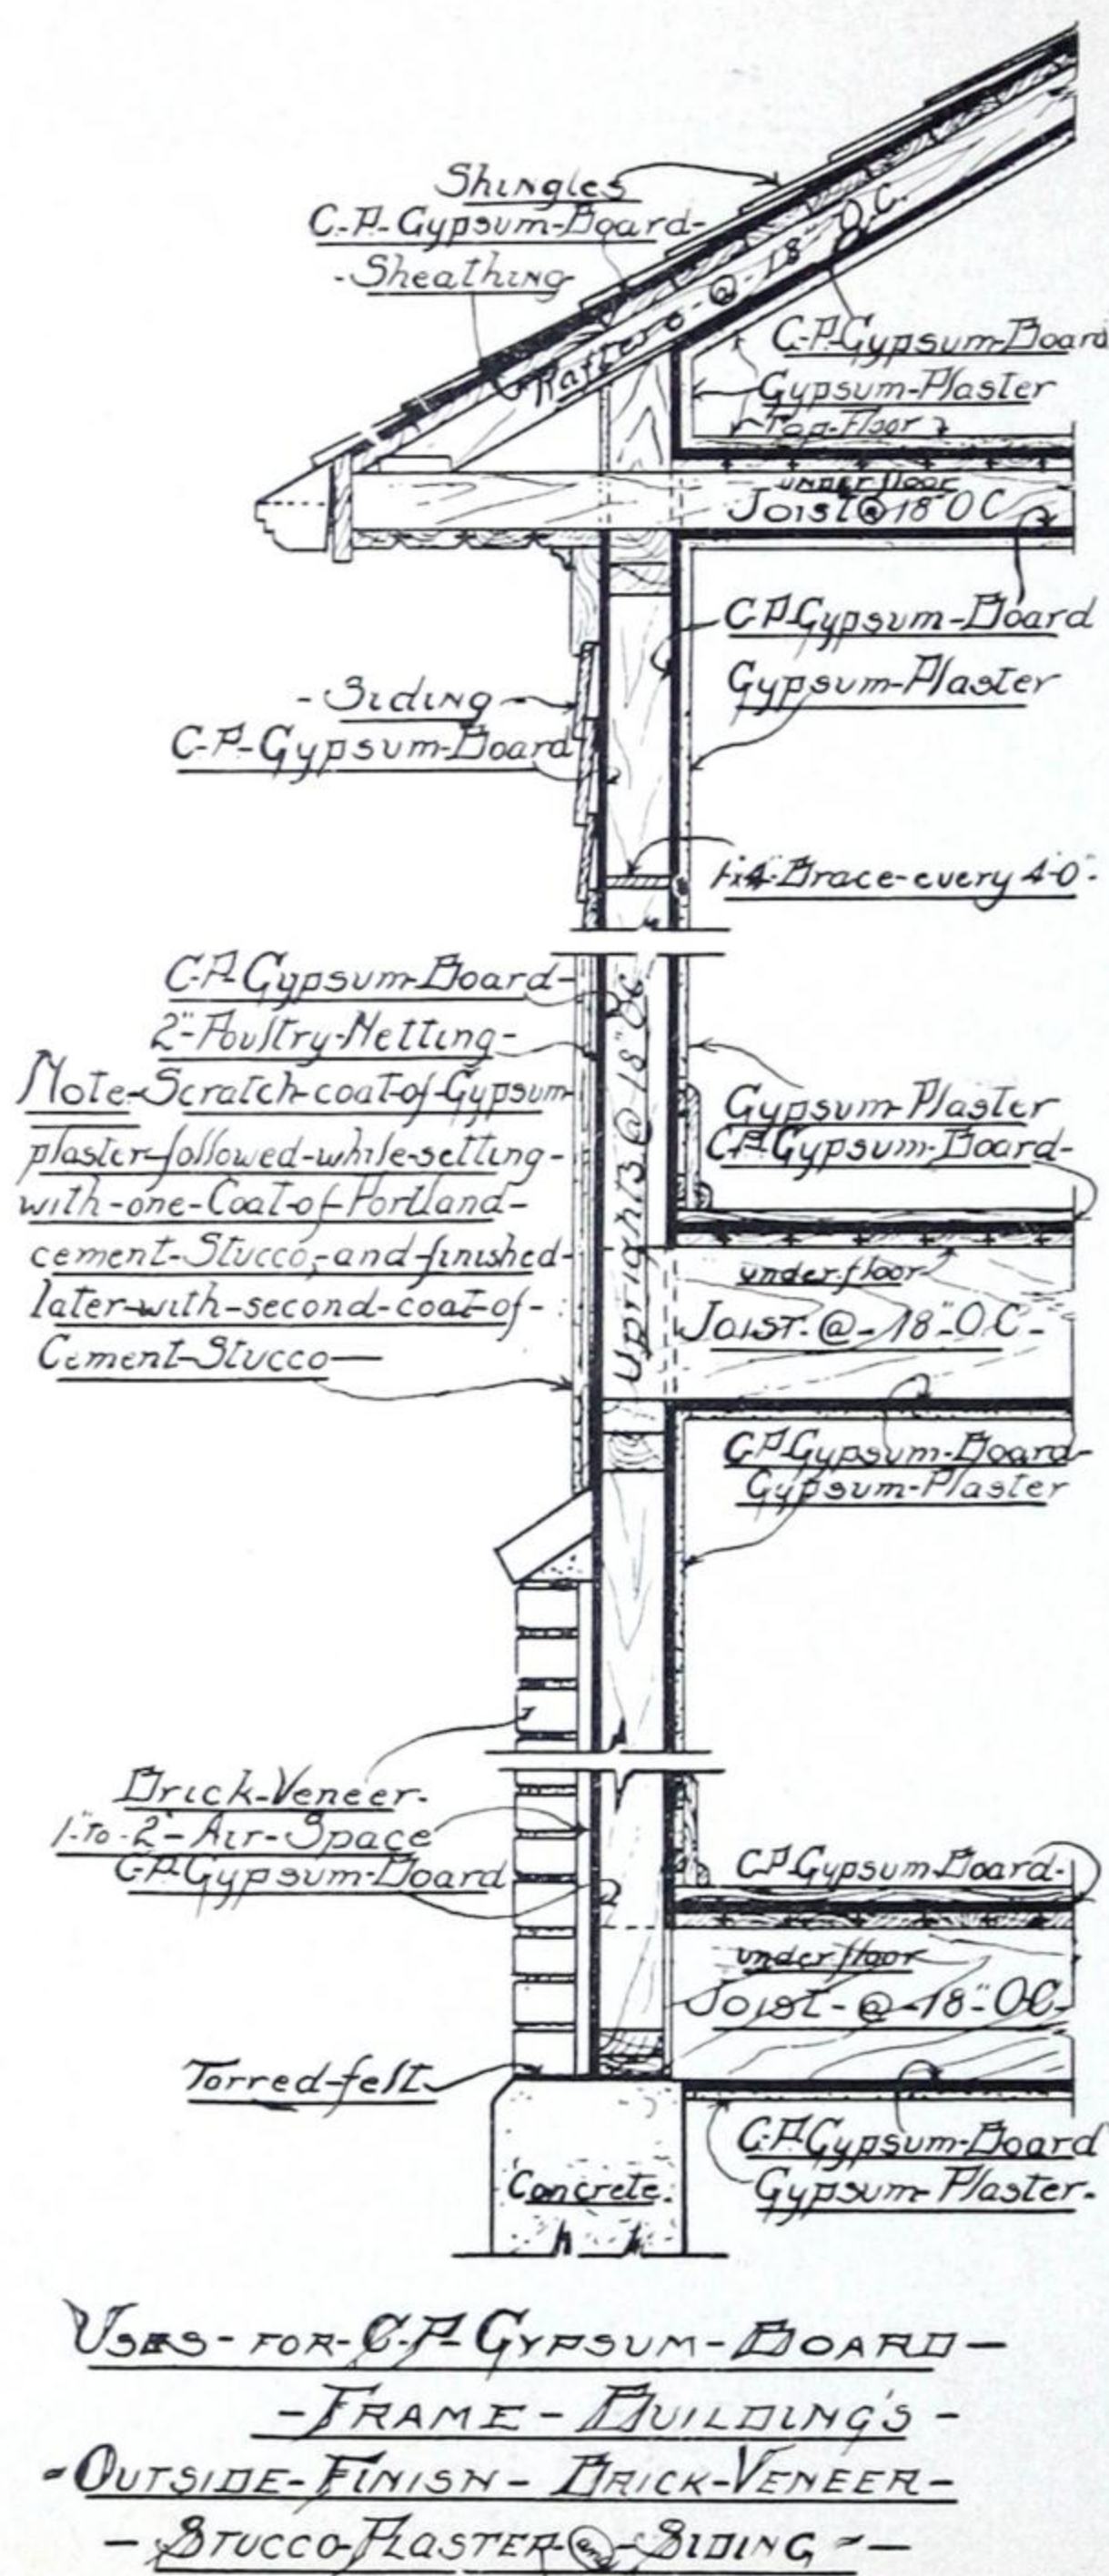 Shingles
C-P-Gypsum-Board-
-Sheathing
Rafters-@-18" O.C.
C-P-Gypsum-Board
Gypsum-Plaster
Top-Floor
under floor
Joist @ 18" O C
C-P-Gypsum-Board
Gypsum-Plaster
-Siding-
C-P-Gypsum-Board
1"x4"-Brace-every 4'-0"-
C-P-Gypsum-Board-
2"-Poultry-Netting-
Note-Scratch-coat-of-Gypsum-
plaster-followed-while-setting-
with-one-Coat-of-Portland-
cement-Stucco,-and-finished-
later-with-second-coat-of-
Cement-Stucco-
Uprights @ 18" OC
Gypsum-Plaster
C-P-Gypsum-Board-
under-floor
Joist-@-18"-O.C.-
C-P-Gypsum-Board-
Gypsum-Plaster
Brick-Veneer-
1"-to-2"-Air-Space
C-P-Gypsum-Board
C-P-Gypsum-Board-
under-floor
Joist-@-18"-O.C.-
Torred-felt
Concrete.
C-P-Gypsum-Board
Gypsum-Plaster-
Uses-for-C-P-Gypsum-Board-
-Frame-Building's-
-Outside-Finish-Brick-Veneer-
-Stucco-Plaster-and-Siding-